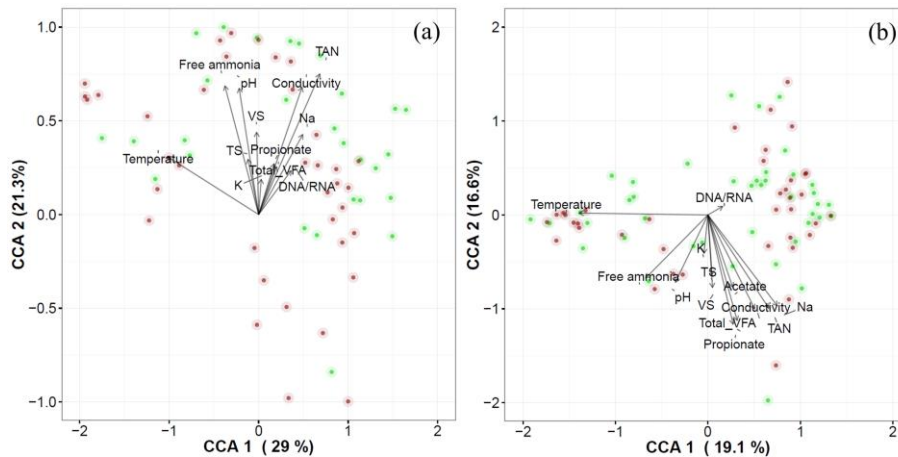 (a)
1.0
0.5
0.0
−0.5
−1.0
CCA 2 (21.3%)
TAN
Free ammonia
pH
Conductivity
VS
Na
TS
Propionate
Temperature
Total_VFA
K
DNA/RNA
−2
−1
0
1
2
CCA 1 ( 29 %)
(b)
2
1
0
−1
−2
CCA 2 (16.6%)
DNA/RNA
Temperature
K
TS
Free ammonia
Acetate
pH
VS
Conductivity
Na
Total_VFA
TAN
Propionate
−2
−1
0
1
2
CCA 1 ( 19.1 %)